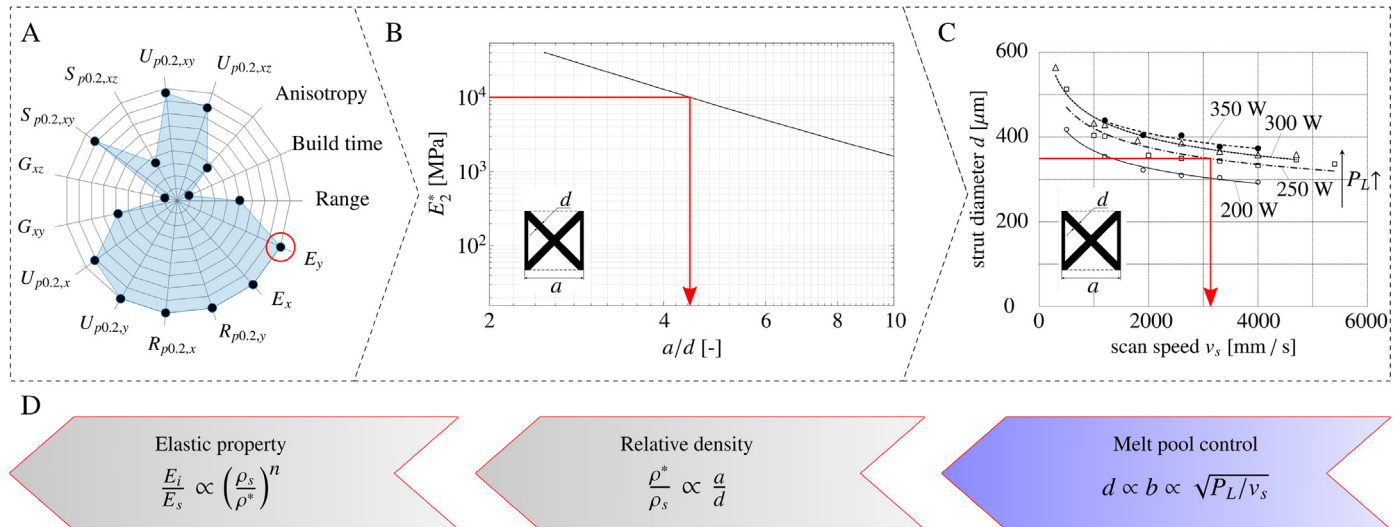 A
U_{p0.2,xy}
U_{p0.2,xz}
S_{p0.2,xz}
Anisotropy
S_{p0.2,xy}
Build time
G_{xz}
Range
G_{xy}
E_y
U_{p0.2,x}
E_x
U_{p0.2,y}
R_{p0.2,x}
R_{p0.2,y}
B
E_2^* [MPa]
10^4
10^3
10^2
d
a
2
4
6
8
10
a/d [-]
C
strut diameter d [μm]
600
400
200
0
350 W
300 W
250 W
200 W
P_L↑
d
a
0
2000
4000
6000
scan speed v_s [mm / s]
D
Elastic property
E_i/E_s ∝ (ρ_s/ρ^*)^n
Relative density
ρ^*/ρ_s ∝ a/d
Melt pool control
d ∝ b ∝ √(P_L/v_s)